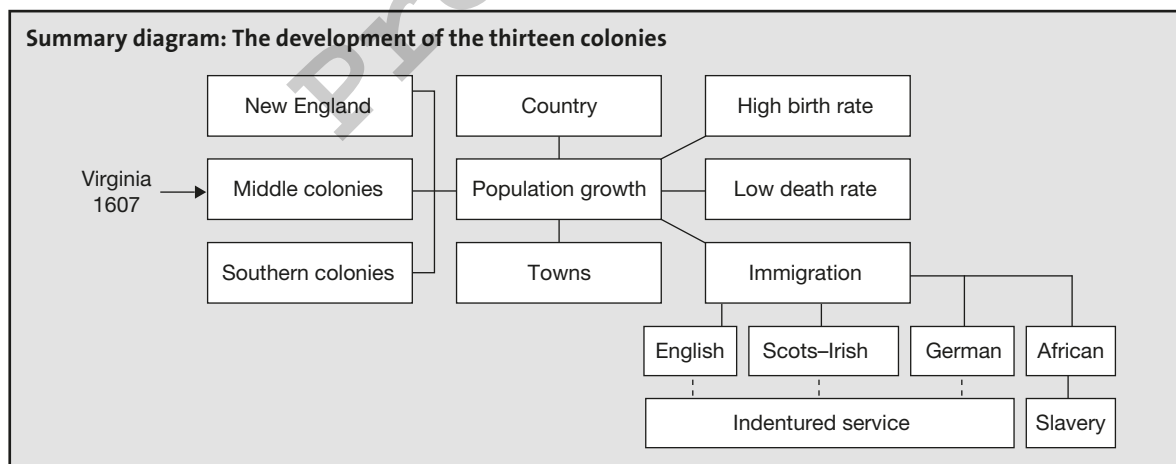 Summary diagram: The development of the thirteen colonies
New England
Country
High birth rate
Virginia
1607
Middle colonies
Population growth
Low death rate
Southern colonies
Towns
Immigration
English
Scots–Irish
German
African
Indentured service
Slavery